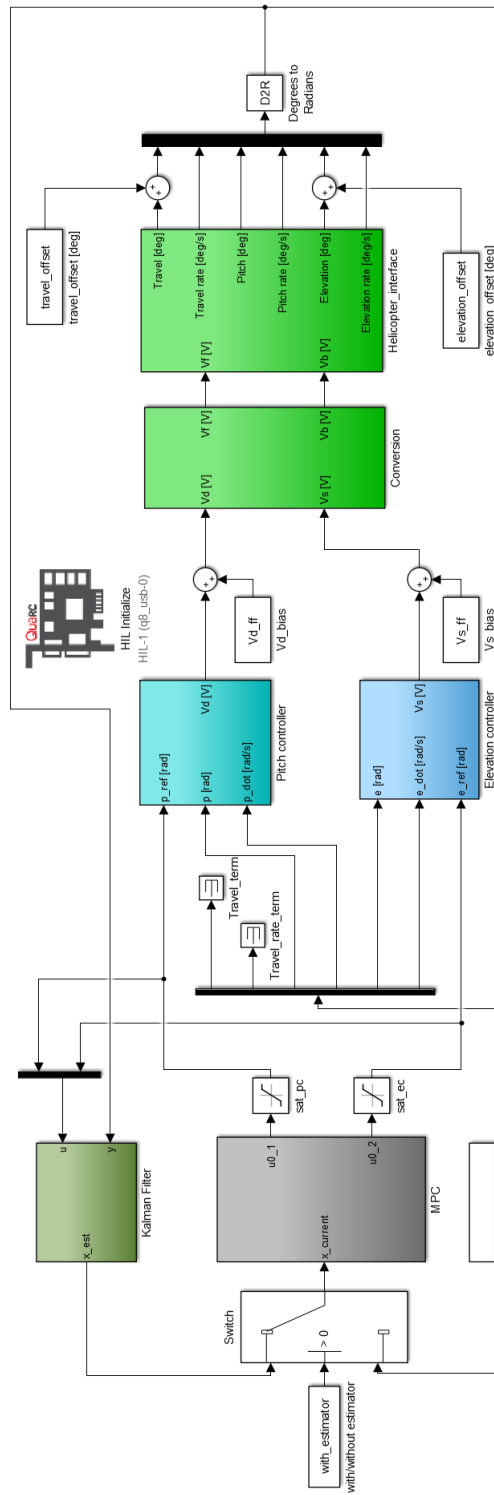 with_estimator
with/without estimator
Switch
> 0
Kalman Filter
x_est
u
y
MPC
x_current
u0_1
u0_2
sat_pc
sat_ec
Travel_term
Travel_rate_term
QUARC
HIL Initialize
HIL-1 (q8_usb-0)
Pitch controller
p_ref [rad]
p [rad]
p_dot [rad/s]
Vd [V]
Elevation controller
e [rad]
e_dot [rad/s]
e_ref [rad]
Vs [V]
Vd_ff
Vd_bias
Vs_ff
Vs_bias
Conversion
Vd [V]
Vs [V]
Vf [V]
Vb [V]
Helicopter_interface
Vf [V]
Vb [V]
Travel [deg]
Travel rate [deg/s]
Pitch [deg]
Pitch rate [deg/s]
Elevation [deg]
Elevation rate [deg/s]
travel_offset
travel_offset [deg]
elevation_offset
elevation_offset [deg]
D2R
Degrees to
Radians